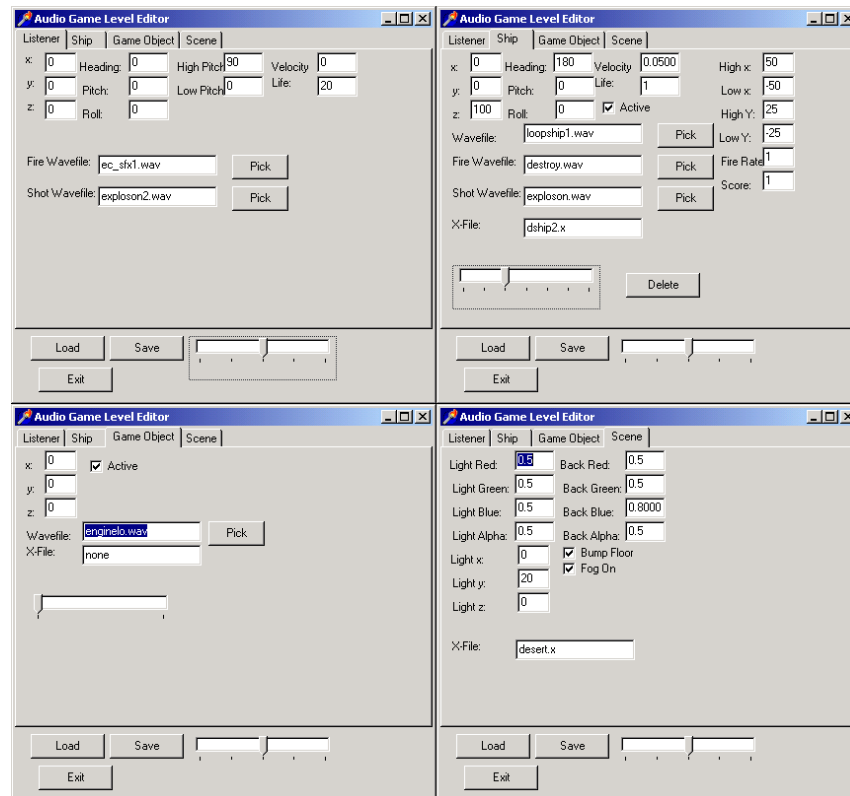 Audio Game Level Editor
Listener Ship Game Object Scene
x: 0 Heading: 0 High Pitch 90 Velocity 0
y: 0 Pitch: 0 Low Pitch 0 Life: 20
z: 0 Roll: 0
Fire Wavefile: ec_sfx1.wav Pick
Shot Wavefile: exploson2.wav Pick
Load Save
Exit
Audio Game Level Editor
Listener Ship Game Object Scene
x: 0 Heading: 180 Velocity 0.0500 High x: 50
y: 0 Pitch: 0 Life: 1 Low x: -50
z: 100 Roll: 0 Active High Y: 25
Wavefile: loopship1.wav Pick Low Y: -25
Fire Wavefile: destroy.wav Pick Fire Rate 1
Shot Wavefile: exploson.wav Pick Score: 1
X-File: dship2.x
Delete
Load Save
Exit
Audio Game Level Editor
Listener Ship Game Object Scene
x: 0 Active
y: 0
z: 0
Wavefile: enginelo.wav Pick
X-File: none
Load Save
Exit
Audio Game Level Editor
Listener Ship Game Object Scene
Light Red: 0.5 Back Red: 0.5
Light Green: 0.5 Back Green: 0.5
Light Blue: 0.5 Back Blue: 0.8000
Light Alpha: 0.5 Back Alpha: 0.5
Light x: 0 Bump Floor
Light y: 20 Fog On
Light z: 0
X-File: desert.x
Load Save
Exit